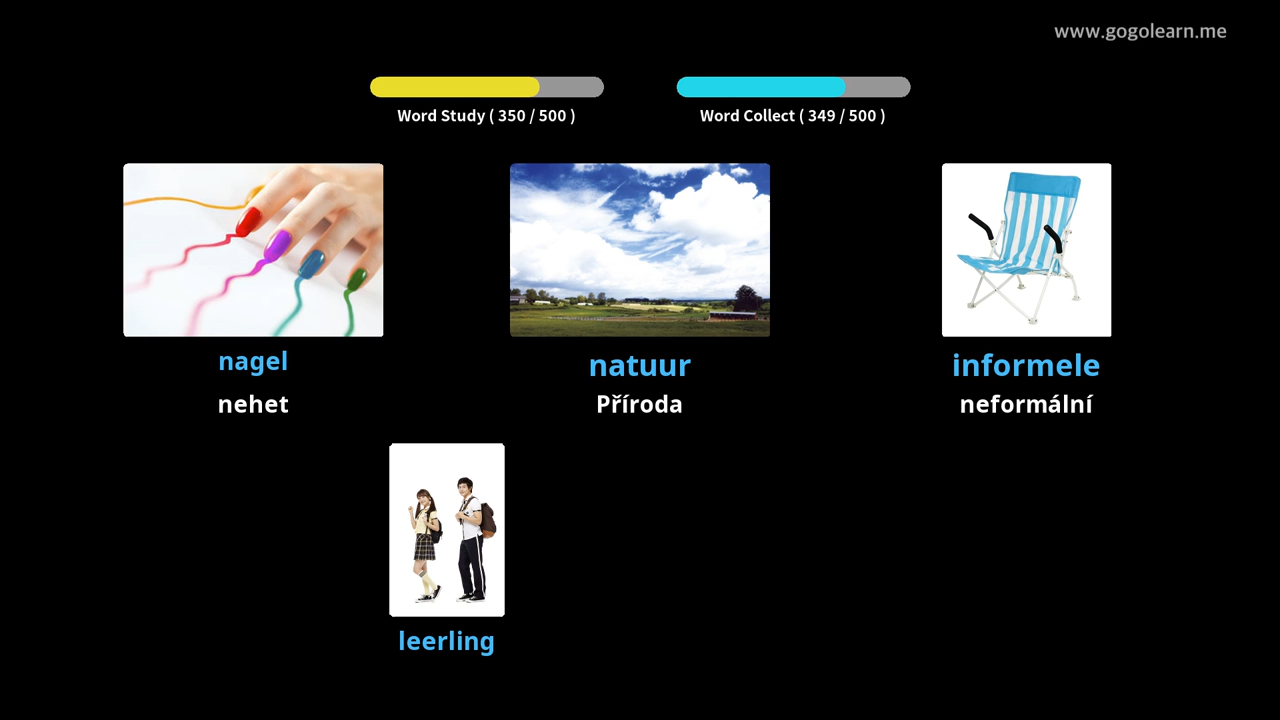 www.gogolearn.me
Word Study ( 350 / 500 )
Word Collect ( 349 / 500 )
nagel
natuur
informele
nehet
Příroda
neformální
leerling